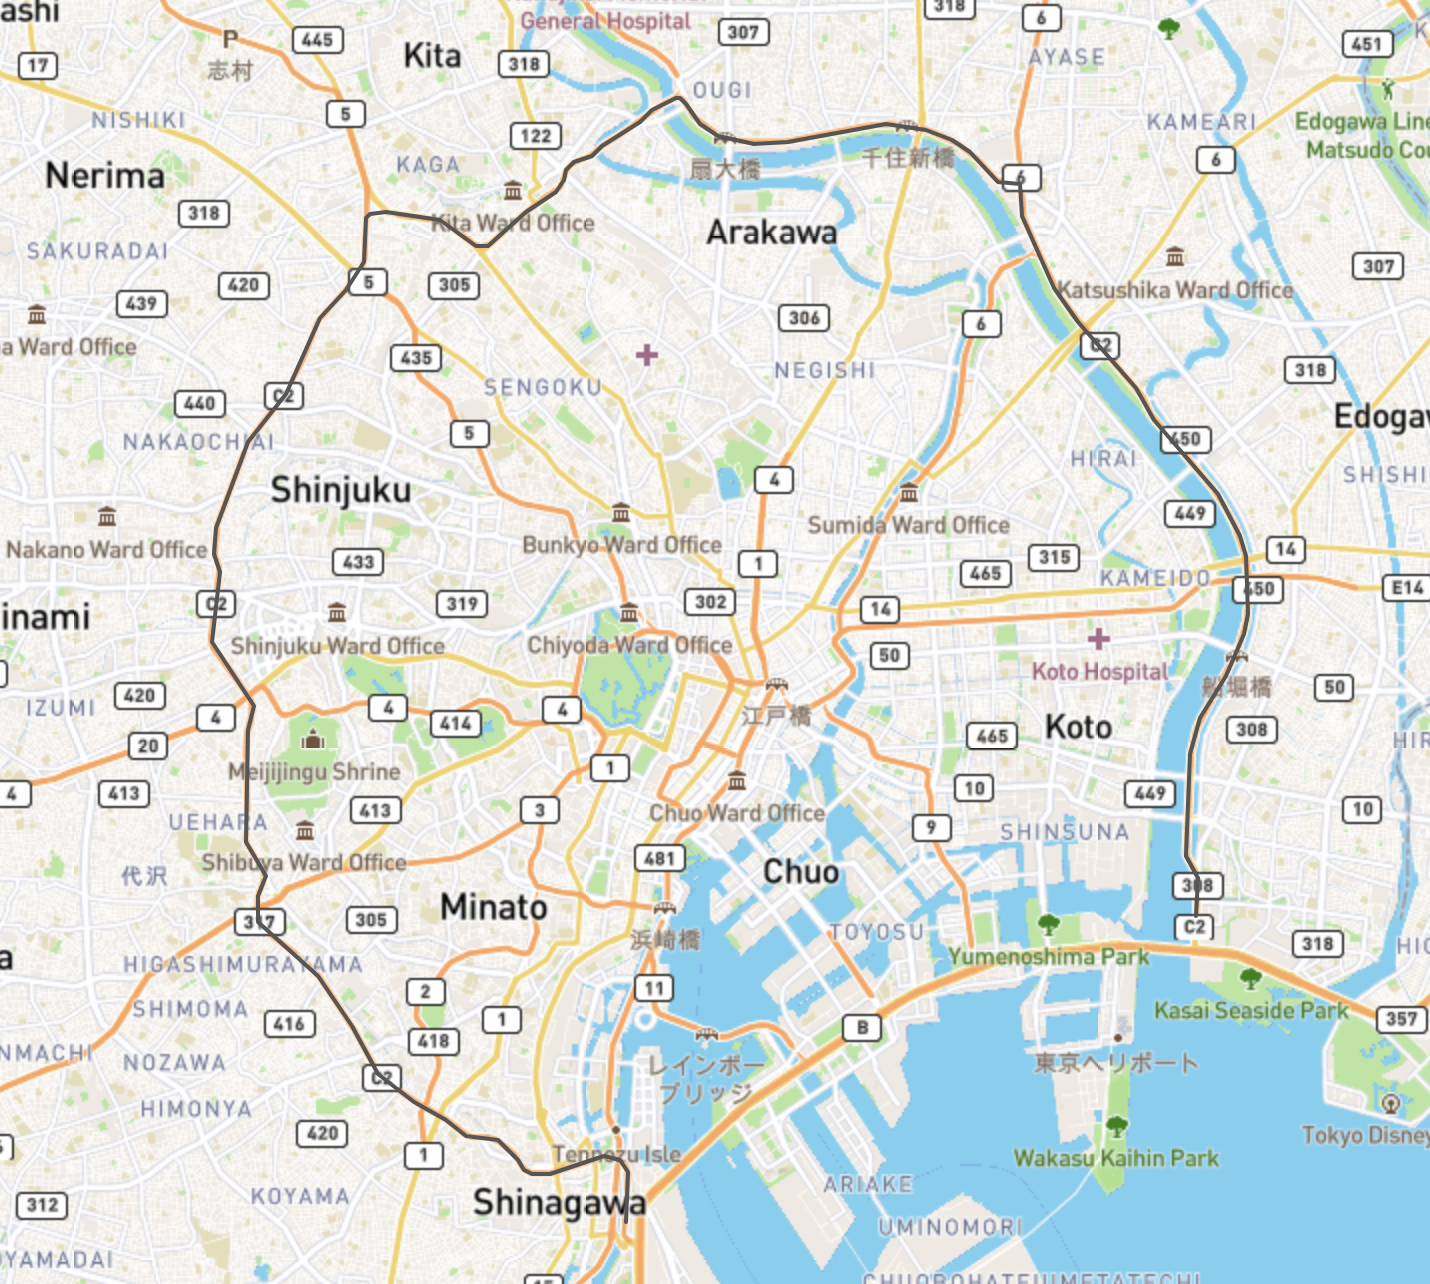 318
6
General Hospital
307
445
P
451
Kita
志村
17
318
AYASE
OUGI
5
NISHIKI
122
KAMEARI
Edogawa Line
Matsudo Cou
KAGA
千住新橋
6
扇大橋
Nerima
6
318
Kita Ward Office
Arakawa
SAKURADAI
Katsushika Ward Office
307
420
5
305
439
306
6
a Ward Office
C2
435
NEGISHI
318
SENGOKU
440
C2
Edogaw
NAKAOCHIAI
5
450
HIRAI
SHISHI
4
Shinjuku
449
Sumida Ward Office
Nakano Ward Office
Bunkyo Ward Office
14
433
1
465
315
KAMEIDO
450
E14
C2
319
302
14
inami
Shinjuku Ward Office
Chiyoda Ward Office
50
Koto Hospital
船堀橋
50
420
IZUMI
4
4
414
4
江戸橋
Koto
308
465
20
HIR
Meijijingu Shrine
1
4
413
10
449
413
3
Chuo Ward Office
10
UEHARA
9
SHINSUNA
Shibuya Ward Office
481
代沢
Chuo
308
Minato
317
305
C2
浜崎橋
TOYOSU
318
HIGASHIMURAYAMA
Yumenoshima Park
2
11
SHIMOMA
Kasai Seaside Park
416
1
B
357
418
NMACHI
NOZAWA
レインボー
ブリッジ
東京ヘリポート
C2
HIMONYA
420
Tokyo Disney
1
Tennozu Isle
Wakasu Kaihin Park
KOYAMA
ARIAKE
312
Shinagawa
UMINOMORI
OYAMADAI